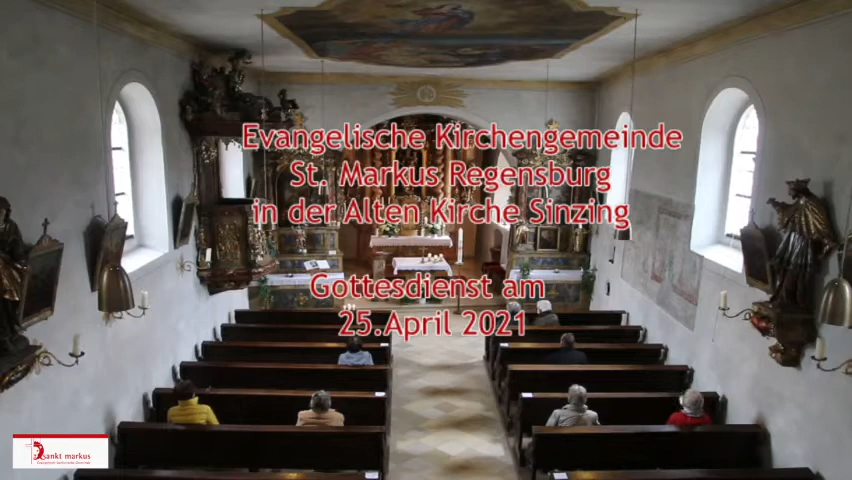 Evangelische Kirchengemeinde
St. Markus Regensburg
in der Alten Kirche Sinzing
Gottesdienst am
25.April 2021
sankt markus